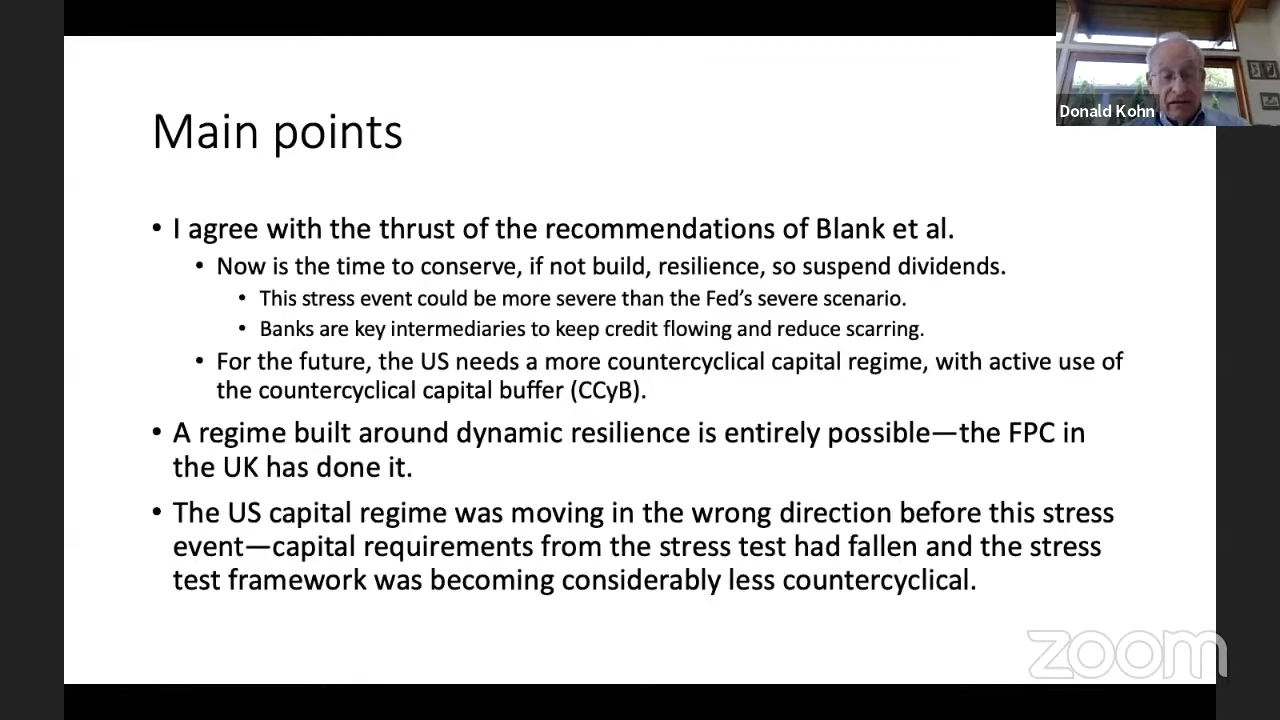 Donald Kohn
Main points
• I agree with the thrust of the recommendations of Blank et al.
• Now is the time to conserve, if not build, resilience, so suspend dividends.
• This stress event could be more severe than the Fed's severe scenario.
• Banks are key intermediaries to keep credit flowing and reduce scarring.
• For the future, the US needs a more countercyclical capital regime, with active use of
the countercyclical capital buffer (CCyB).
• A regime built around dynamic resilience is entirely possible—the FPC in
the UK has done it.
• The US capital regime was moving in the wrong direction before this stress
event—capital requirements from the stress test had fallen and the stress
test framework was becoming considerably less countercyclical.
zoom